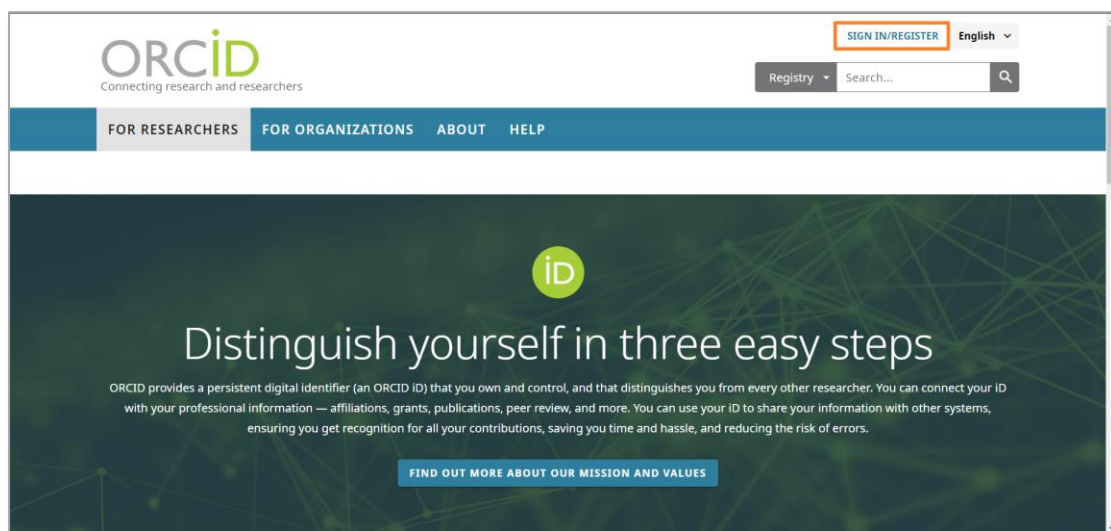 ORCID
Connecting research and researchers
SIGN IN/REGISTER English
Registry Search...
FOR RESEARCHERS FOR ORGANIZATIONS ABOUT HELP
iD
Distinguish yourself in three easy steps
ORCID provides a persistent digital identifier (an ORCID iD) that you own and control, and that distinguishes you from every other researcher. You can connect your iD
with your professional information — affiliations, grants, publications, peer review, and more. You can use your iD to share your information with other systems,
ensuring you get recognition for all your contributions, saving you time and hassle, and reducing the risk of errors.
FIND OUT MORE ABOUT OUR MISSION AND VALUES